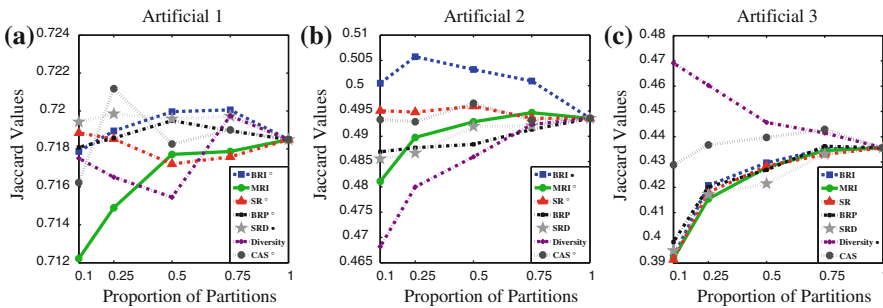 Artificial 1
(a)
Jaccard Values
0.724
0.722
0.72
0.718
0.716
0.714
0.712
0.1 0.25 0.5 0.75 1
Proportion of Partitions
BRI °
MRI
SR °
BRP °
SRD •
Diversity
CAS °
Artificial 2
(b)
Jaccard Values
0.51
0.505
0.5
0.495
0.49
0.485
0.48
0.475
0.47
0.465
0.1 0.25 0.5 0.75 1
Proportion of Partitions
BRI •
MRI °
SR °
BRP
SRD
Diversity
CAS °
Artificial 3
(c)
Jaccard Values
0.48
0.47
0.46
0.45
0.44
0.43
0.42
0.41
0.4
0.39
0.1 0.25 0.5 0.75 1
Proportion of Partitions
BRI
MRI
SR
BRP
SRD
Diversity •
CAS